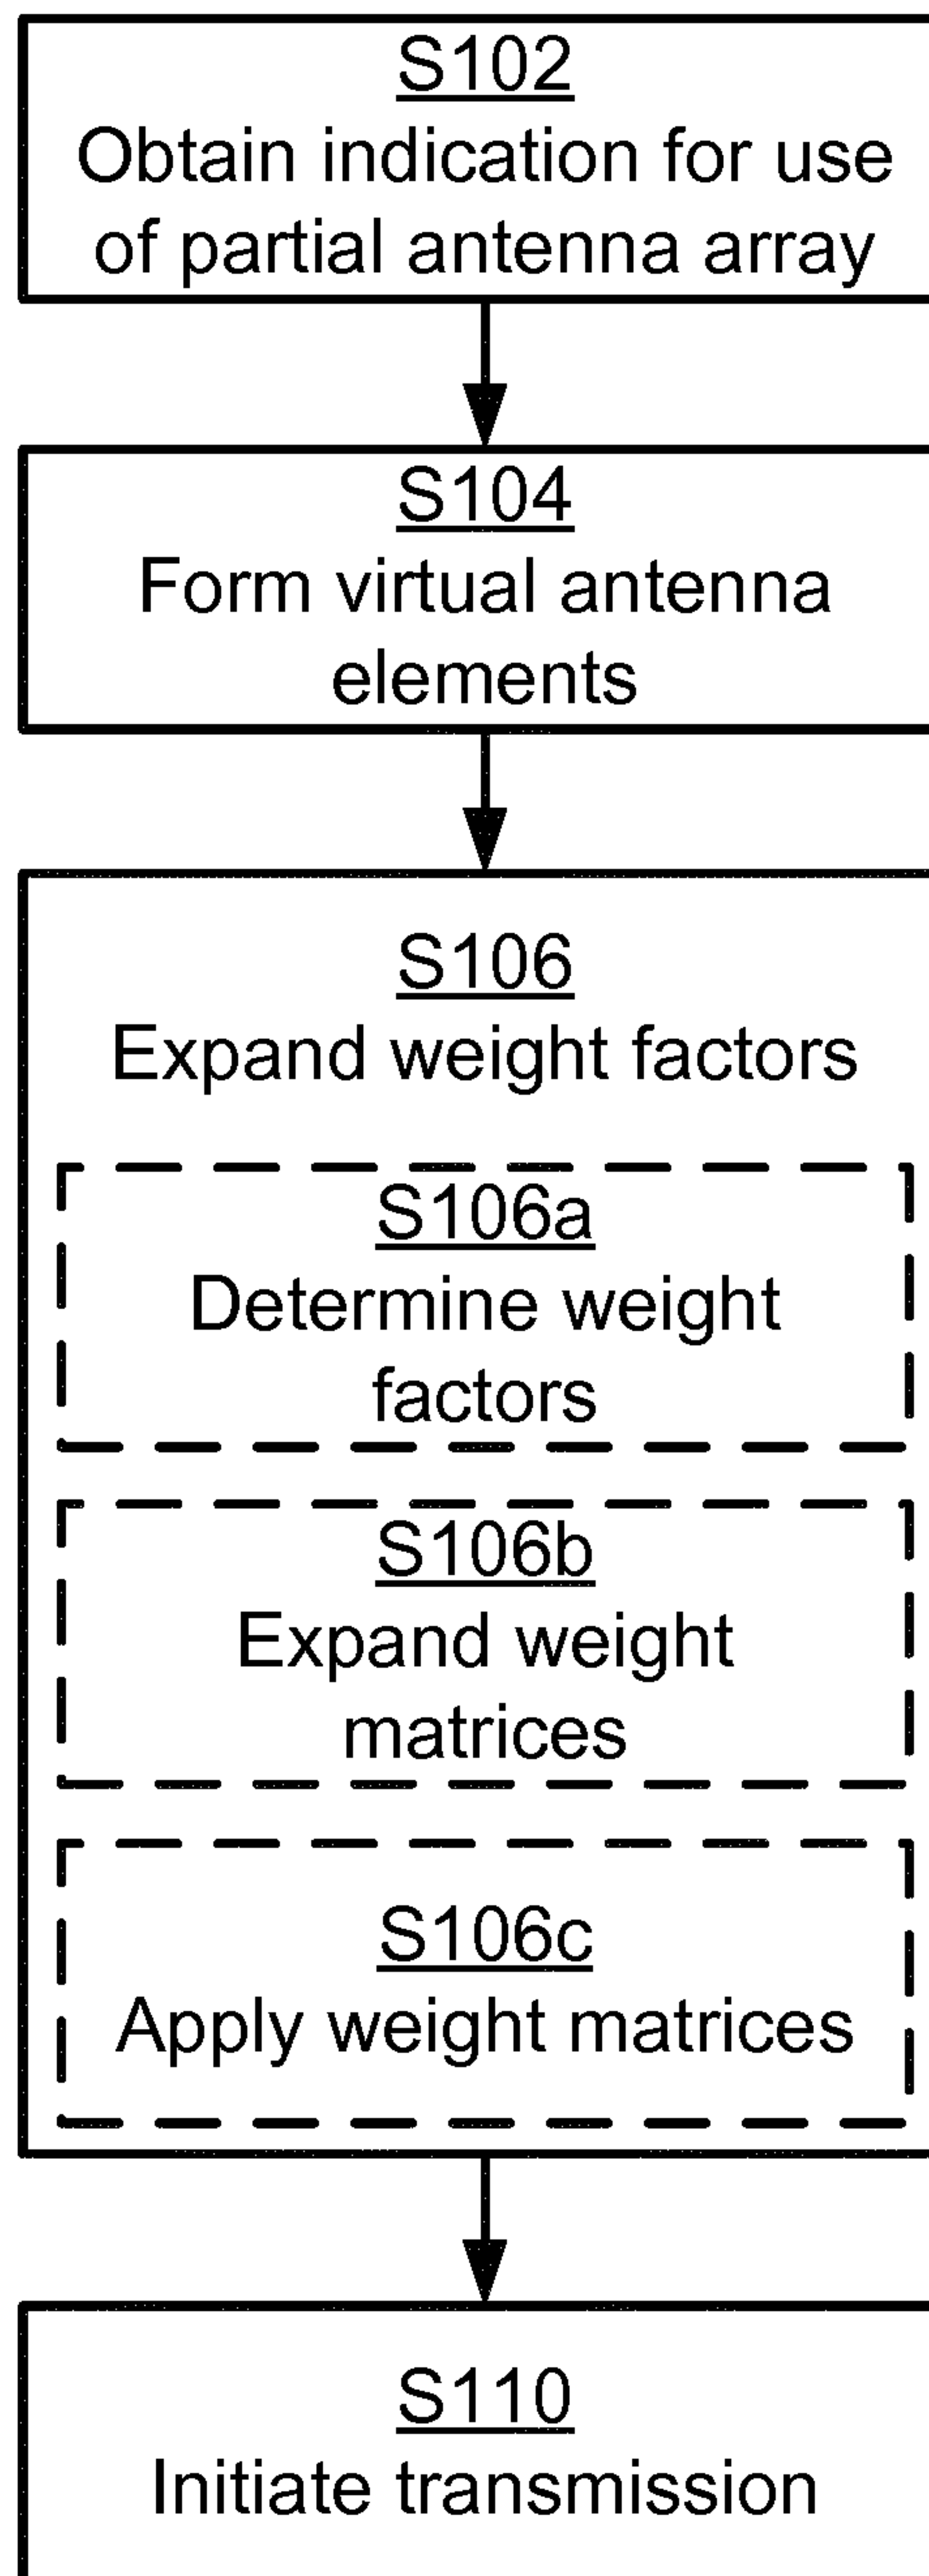 S102
Obtain indication for use
of partial antenna array
S104
Form virtual antenna
elements
S106
Expand weight factors
S106a
Determine weight
factors
S106b
Expand weight
matrices
S106c
Apply weight matrices
S110
Initiate transmission